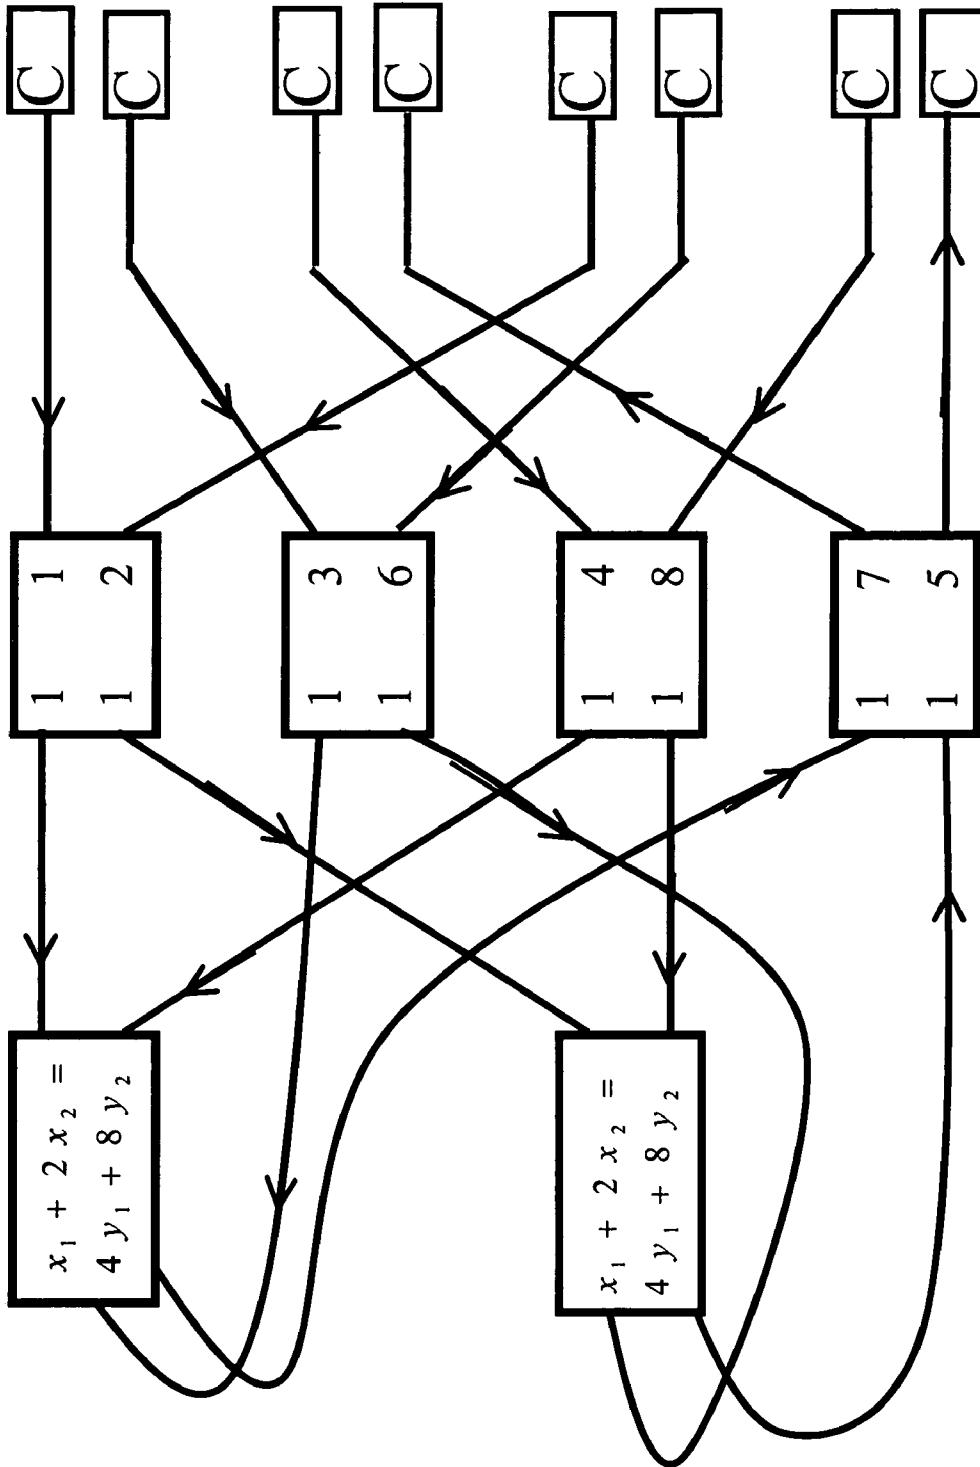 x₁ + 2 x₂ =
4 y₁ + 8 y₂
x₁ + 2 x₂ =
4 y₁ + 8 y₂
1 1
1 2
1 3
1 6
1 4
1 8
1 7
1 5
C
C
C
C
C
C
C
C